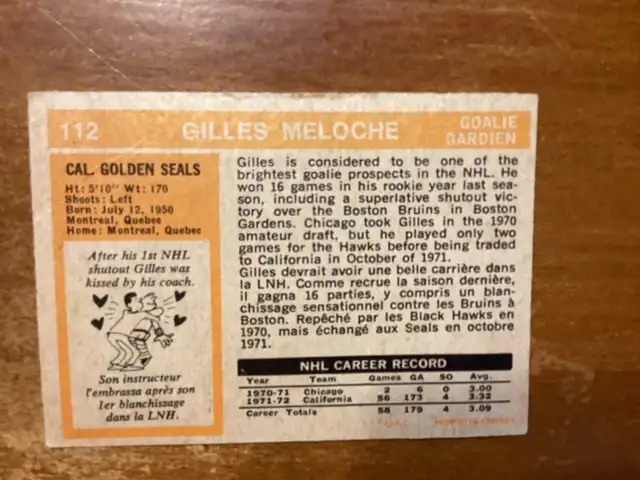 112 GILLES MELOCHE GOALIE
GARDIEN
CAL. GOLDEN SEALS
Ht: 5'10" Wt: 170
Shoots: Left
Born: July 12, 1950
Montreal, Quebec
Home: Montreal, Quebec
After his 1st NHL
shutout Gilles was
kissed by his coach.
Son instructeur
l'embrassa après son
1er blanchissage
dans la LNH.
Gilles is considered to be one of the
brightest goalie prospects in the NHL. He
won 16 games in his rookie year last sea-
son, including a superlative shutout vic-
tory over the Boston Bruins in Boston
Gardens. Chicago took Gilles in the 1970
amateur draft, but he played only two
games for the Hawks before being traded
to California in October of 1971.
Gilles devrait avoir une belle carrière dans
la LNH. Comme recrue la saison dernière,
il gagna 16 parties, y compris un blan-
chissage sensationnel contre les Bruins à
Boston. Repêché par les Black Hawks en
1970, mais échangé aux Seals en octobre
1971.
NHL CAREER RECORD
Year Team Games GA SO Avg.
1970-71 Chicago 2 6 0 3.00
1971-72 California 56 173 4 3.32
Career Totals 58 179 4 3.09
PRINTED IN CANADA